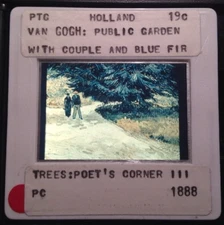 PTG HOLLAND 19c
VAN GOGH: PUBLIC GARDEN
WITH COUPLE AND BLUE FIR
TREES:POET'S CORNER III
PC 1888